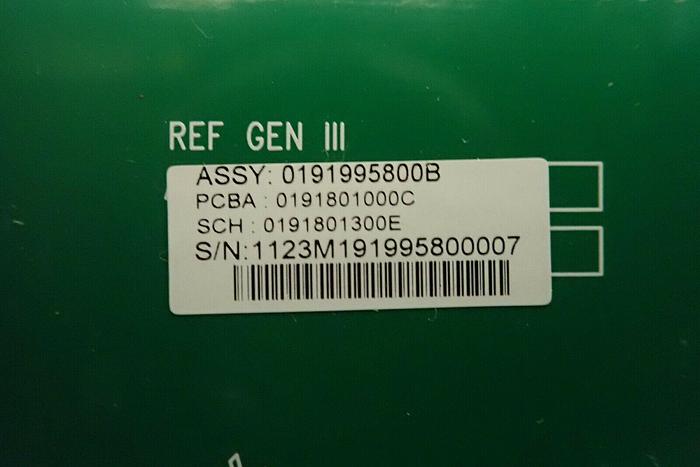 REF GEN III
ASSY: 0191995800B
PCBA : 0191801000C
SCH : 0191801300E
S/N:1123M191995800007